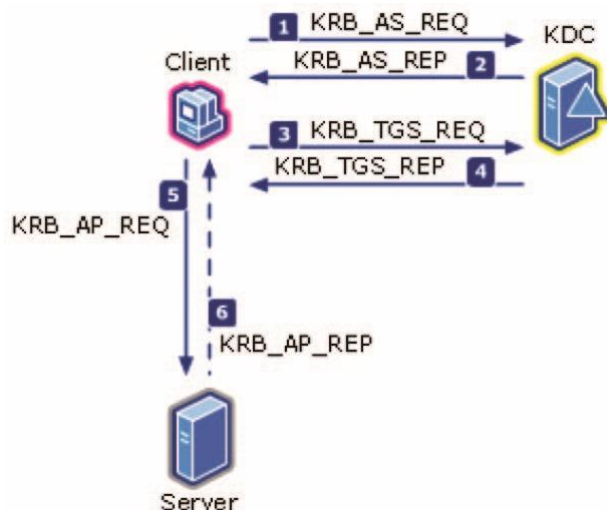 1 KRB_AS_REQ
KDC
Client
KRB_AS_REP 2
3 KRB_TGS_REQ
KRB_TGS_REP 4
5
KRB_AP_REQ
6
KRB_AP_REP
Server